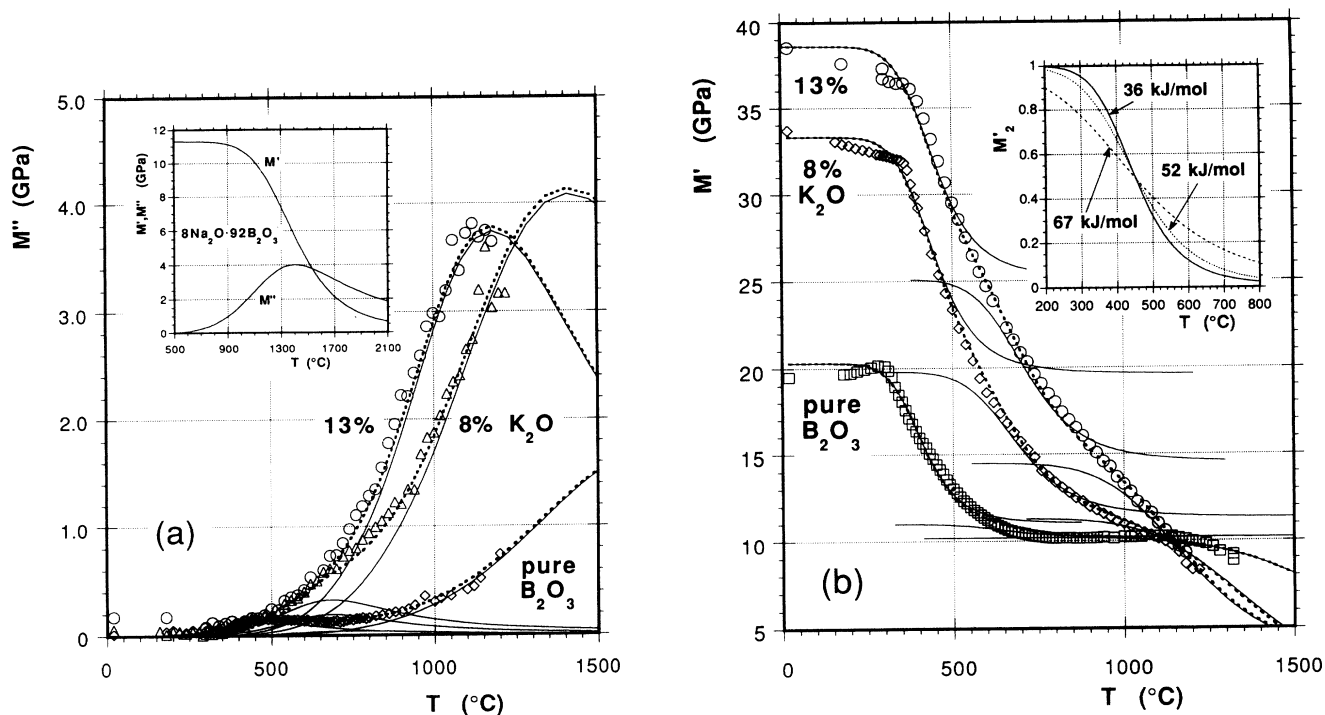 M'' (GPa)
5.0
4.0
3.0
2.0
1.0
0
0
500
1000
1500
T (°C)
13%
8% K₂O
pure
B₂O₃
(a)
M',M'' (GPa)
12
10
8
6
4
2
0
500
900
1300
1700
2100
T (°C)
M'
8Na₂O·92B₂O₃
M''
M' (GPa)
40
35
30
25
20
15
10
5
0
500
1000
1500
T (°C)
13%
8%
K₂O
pure
B₂O₃
(b)
M'₂
1
0.8
0.6
0.4
0.2
0
200
300
400
500
600
700
800
T (°C)
36 kJ/mol
52 kJ/mol
67 kJ/mol